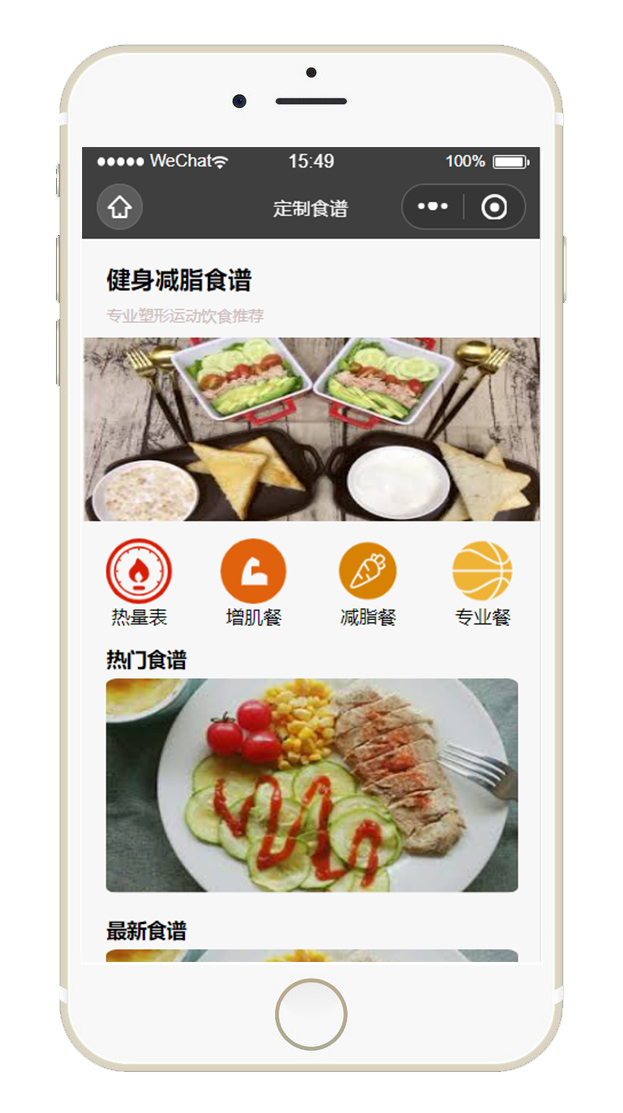 WeChat 15:49 100%
定制食谱
健身减脂食谱
专业塑形运动饮食推荐
热量表 增肌餐 减脂餐 专业餐
热门食谱
最新食谱